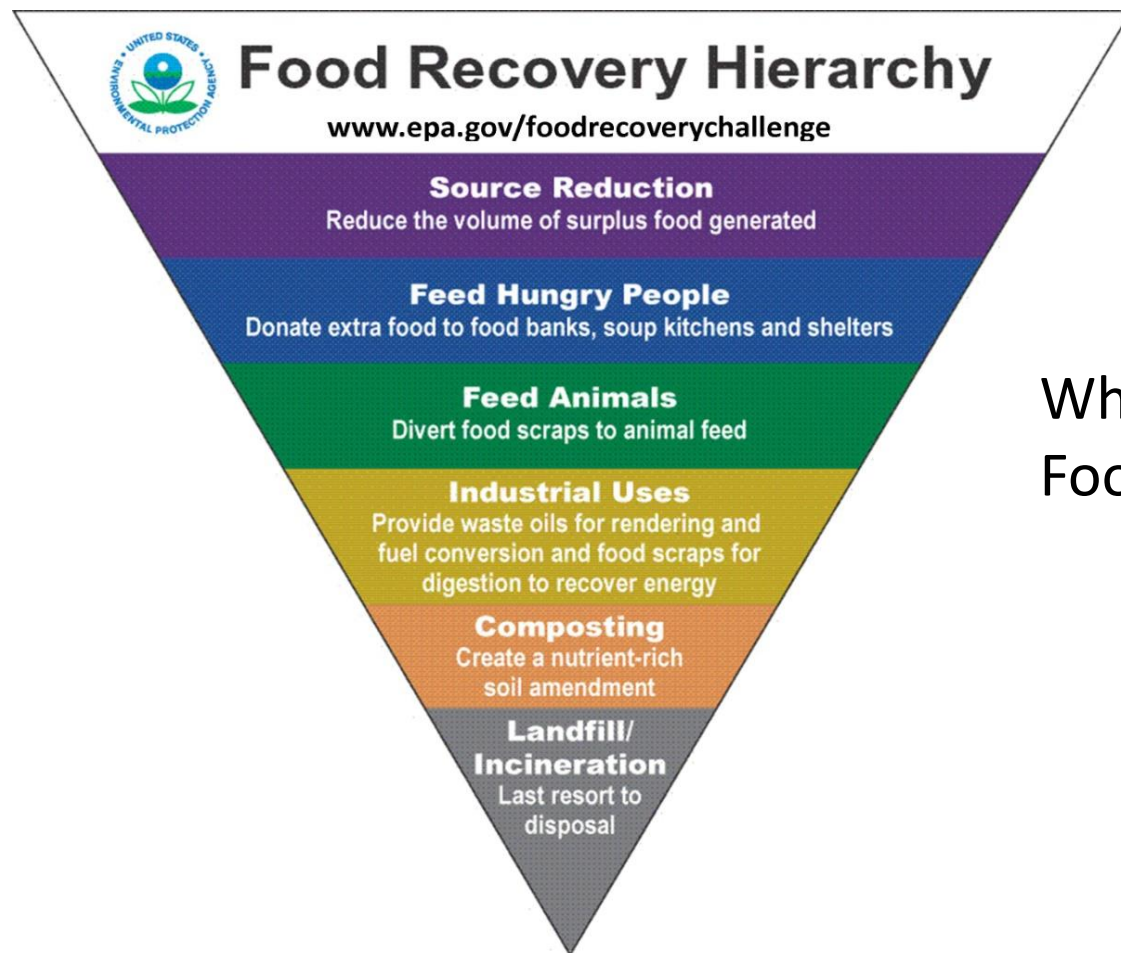 UNITED STATES
ENVIRONMENTAL PROTECTION AGENCY
Food Recovery Hierarchy
www.epa.gov/foodrecoverychallenge
Source Reduction
Reduce the volume of surplus food generated
Feed Hungry People
Donate extra food to food banks, soup kitchens and shelters
Feed Animals
Divert food scraps to animal feed
Industrial Uses
Provide waste oils for rendering and
fuel conversion and food scraps for
digestion to recover energy
Composting
Create a nutrient-rich
soil amendment
Landfill/
Incineration
Last resort to
disposal